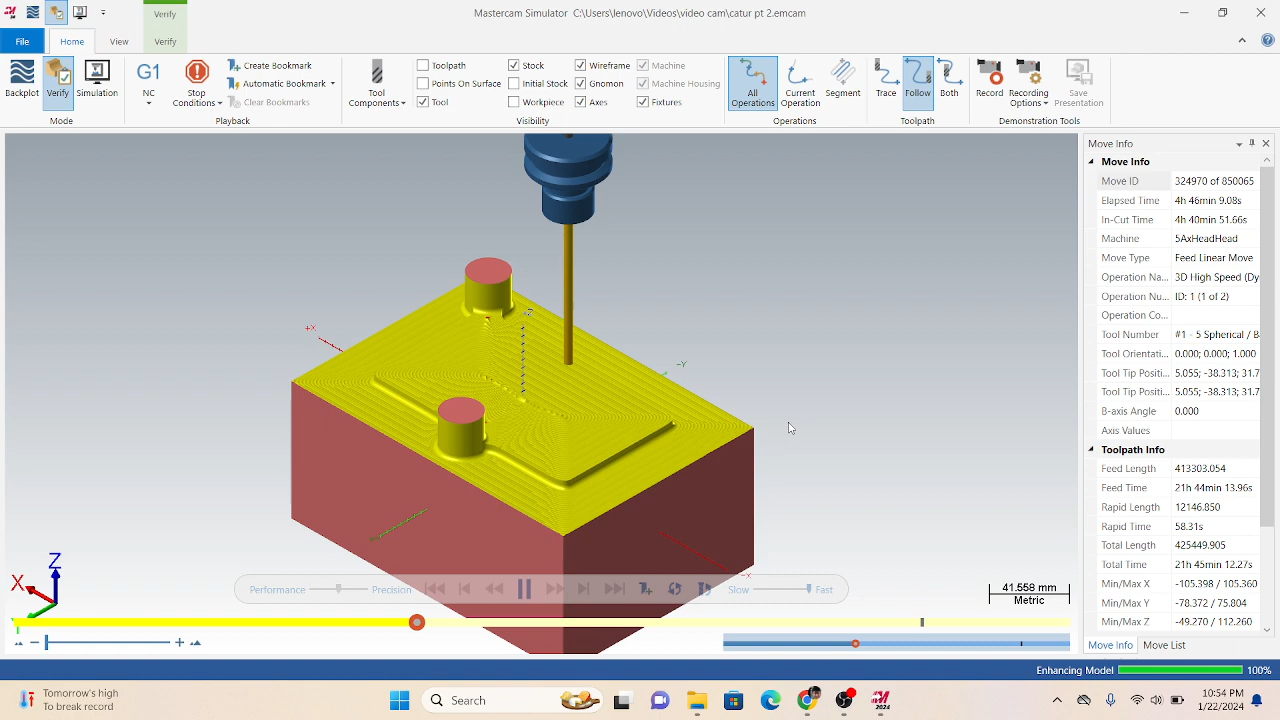 Mastercam Simulator C:\Users\lenovo\Videos\video cam\catur pt 2.emcam
Verify
File
Home
View
Verify
Backplot
Verify
Simulation
Mode
G1
NC
Stop
Conditions
Create Bookmark
Automatic Bookmark
Clear Bookmarks
Playback
Tool
Components
Toolpath
Points On Surface
Tool
Stock
Initial Stock
Workpiece
Wireframe
Gnomon
Axes
Machine
Machine Housing
Fixtures
Visibility
All
Operations
Current
Operation
Segment
Operations
Trace
Follow
Both
Toolpath
Record
Recording
Options
Save
Presentation
Demonstration Tools
+X
-Y
-X
Z
X
Performance
Precision
Slow
Fast
41.558 mm
Metric
Move Info
Move Info
Move ID 324970 of 850065
Elapsed Time 4h 46min 9.08s
In-Cut Time 4h 40min 51.66s
Machine 5AxHeadHead
Move Type Feed Linear Move
Operation Na... 3D High Speed (Dy
Operation Nu... ID: 1 (1 of 2)
Operation Co...
Tool Number #1 - 5 Spherical / B
Tool Orientati... 0.000; 0.000; 1.000
Tool Tip Positi... 5.055; -38.313; 31.7
Tool Tip Positi... 5.055; -38.313; 31.7
B-axis Angle 0.000
Axis Values
Toolpath Info
Feed Length 413303.054
Feed Time 21h 44min 13.96s
Rapid Length 12146.850
Rapid Time 58.31s
Total Length 425449.905
Total Time 21h 45min 12.27s
Min/Max X -105.398 / 105.360
Min/Max Y -78.372 / 75.804
Min/Max Z -49.270 / 112.260
Move Info
Move List
Enhancing Model 100%
Tomorrow's high
To break record
Search
2024
10:54 PM
1/22/2024